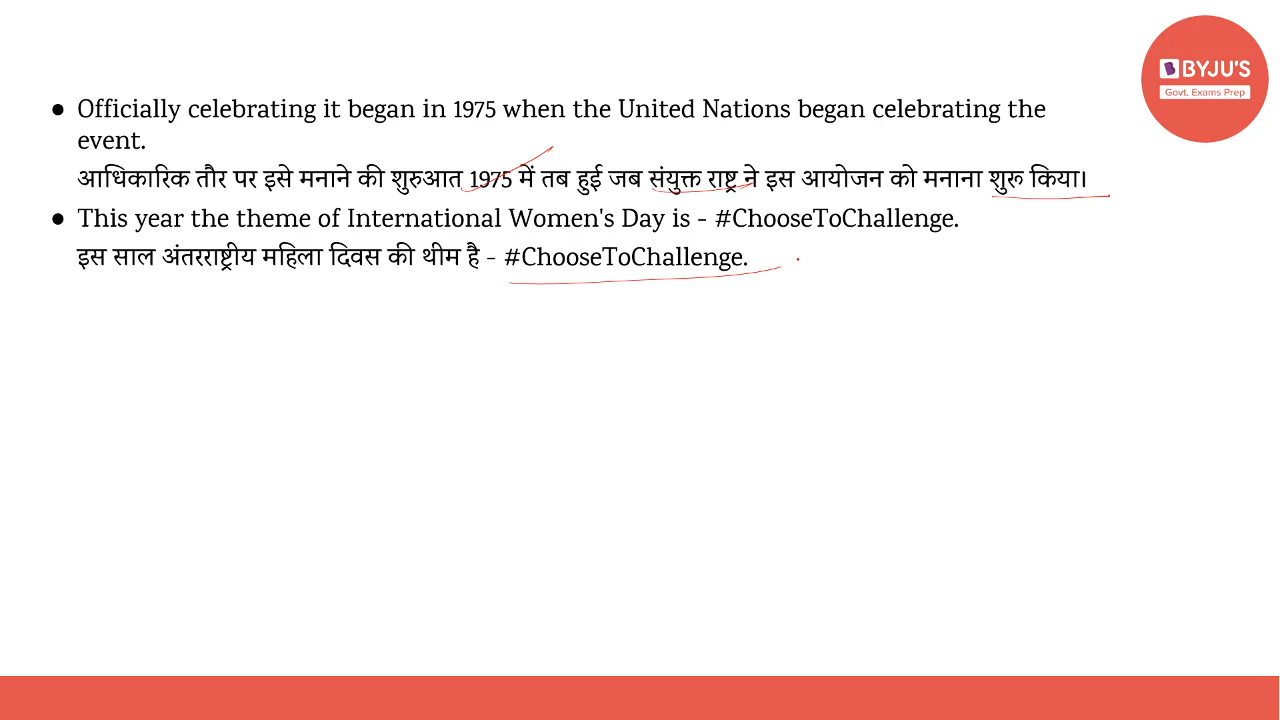 BYJU'S
Govt. Exams Prep
● Officially celebrating it began in 1975 when the United Nations began celebrating the
event.
आधिकारिक तौर पर इसे मनाने की शुरुआत 1975 में तब हुई जब संयुक्त राष्ट्र ने इस आयोजन को मनाना शुरू किया।
● This year the theme of International Women's Day is - #ChooseToChallenge.
इस साल अंतरराष्ट्रीय महिला दिवस की थीम है - #ChooseToChallenge.